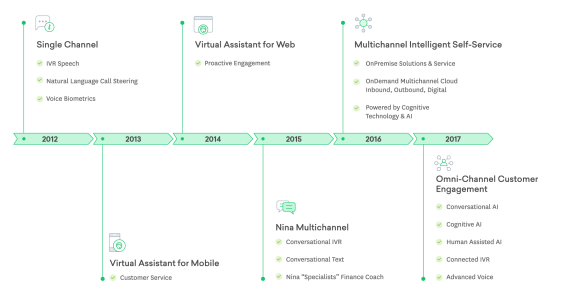 Single Channel
IVR Speech
Natural Language Call Steering
Voice Biometrics
Virtual Assistant for Web
Proactive Engagement
Multichannel Intelligent Self-Service
OnPremise Solutions & Service
OnDemand Multichannel Cloud
Inbound, Outbound, Digital
Powered by Cognitive
Technology & AI
2012
2013
2014
2015
2016
2017
Virtual Assistant for Mobile
Customer Service
Nina Multichannel
Conversational IVR
Conversational Text
Nina "Specialists" Finance Coach
Omni-Channel Customer
Engagement
Conversational AI
Cognitive AI
Human Assisted AI
Connected IVR
Advanced Voice